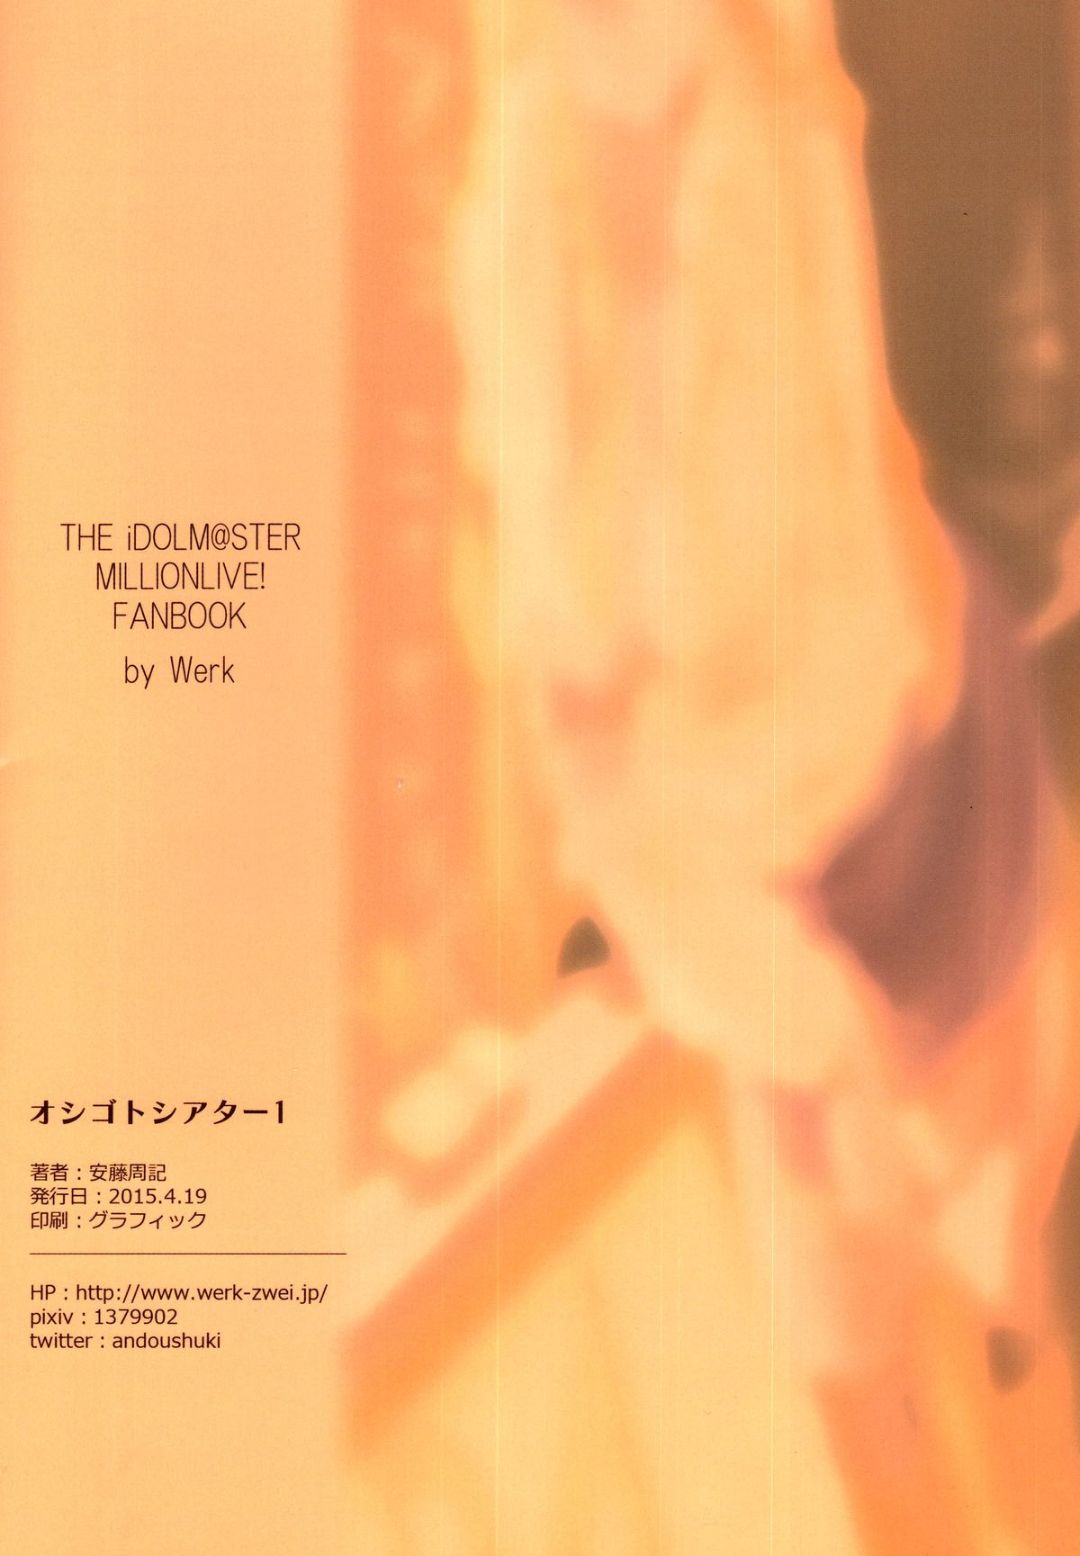 THE iDOLM@STER
MILLIONLIVE!
FANBOOK
by Werk
オシゴトシアター1
著者：安藤周記
発行日：2015.4.19
印刷：グラフィック
HP : http://www.werk-zwei.jp/
pixiv : 1379902
twitter : andoushuki